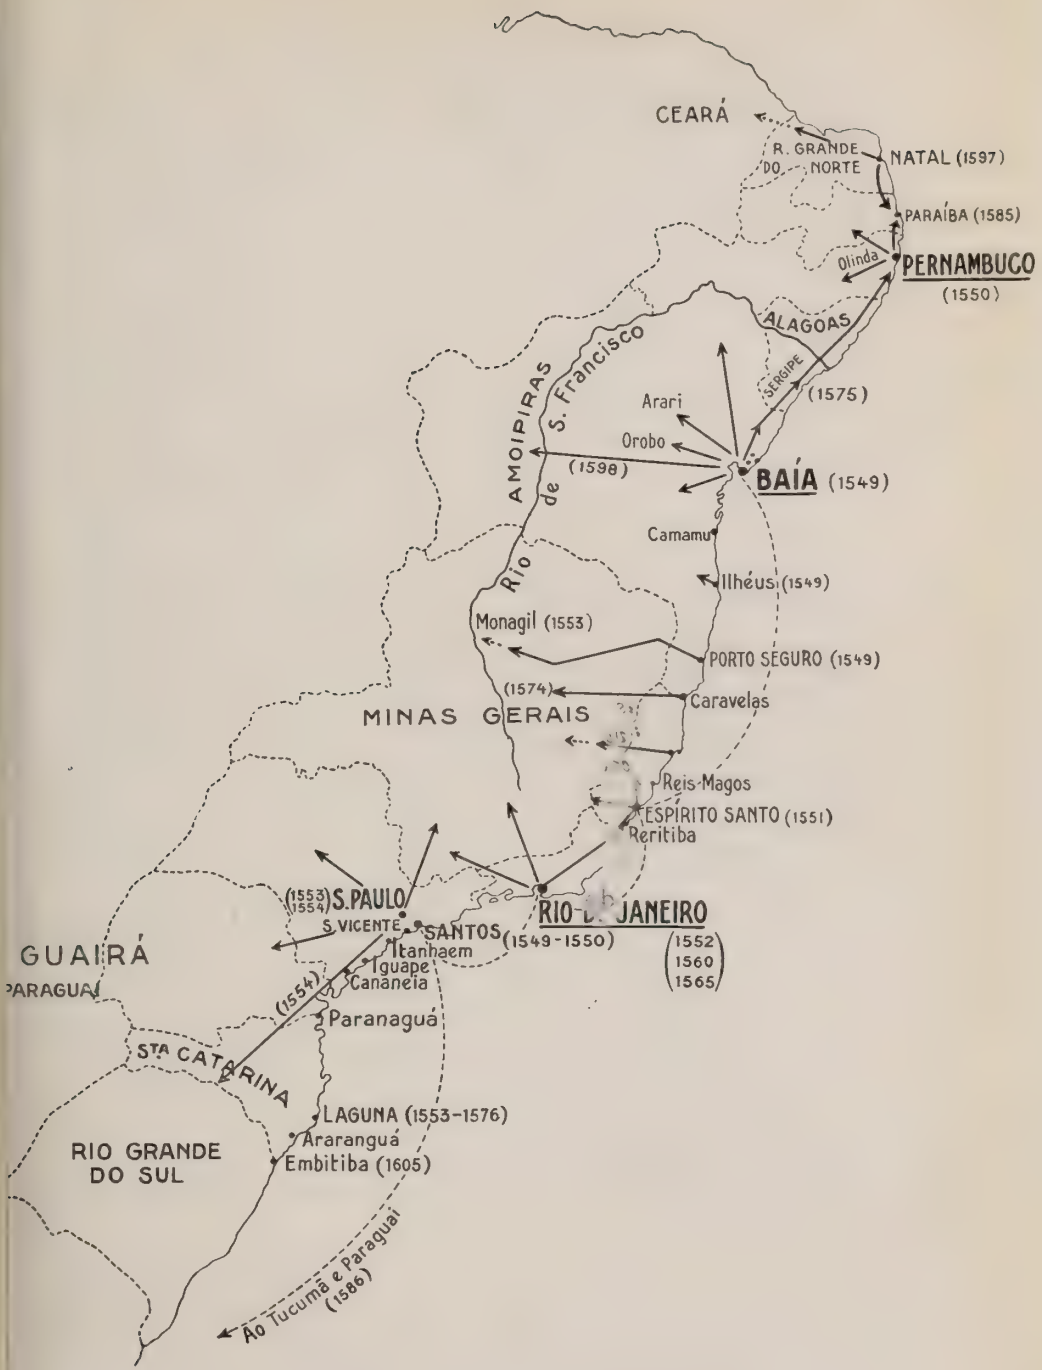 CEARÁ
R. GRANDE
DO NORTE
NATAL (1597)
PARAÍBA (1585)
Olinda
PERNAMBUCO
(1550)
ALAGOAS
SERGIPE
(1575)
AMOIPIRAS
Rio de S. Francisco
Arari
Orobo
(1598)
BAÍA (1549)
Camamu
Ilhéus (1549)
Monagil (1553)
PORTO SEGURO (1549)
(1574)
Caravelas
MINAS GERAIS
Reis-Magos
ESPÍRITO SANTO (1551)
Reritiba
(1553
1554) S. PAULO
S. VICENTE
SANTOS
RIO DE JANEIRO
(1549-1550)
(1552
1560
1565)
Itanhaem
Iguape
Cananeia
GUAIRÁ
PARAGUAI
(1554)
Paranaguá
STA CATARINA
LAGUNA (1553-1576)
Araranguá
Embitiba (1605)
RIO GRANDE
DO SUL
Ao Tucumã e Paraguai
(1586)